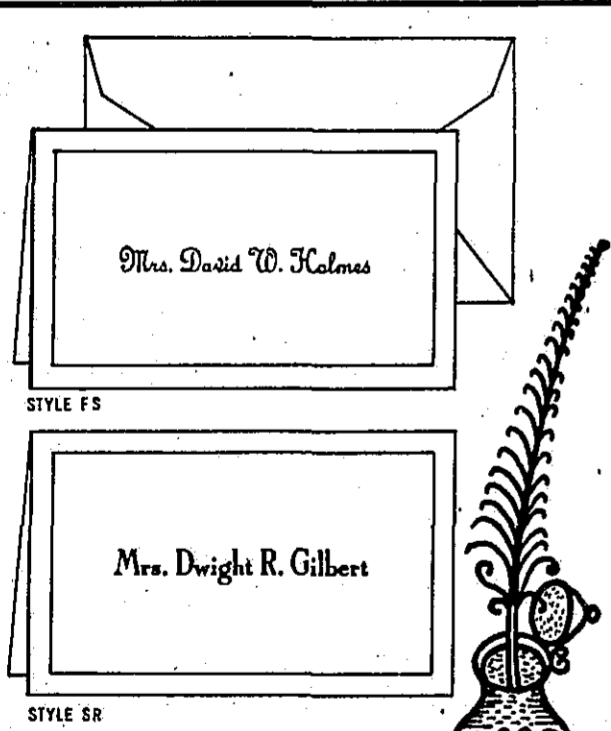 Mrs. David W. Holmes
STYLE FS
Mrs. Dwight R. Gilbert
STYLE SR